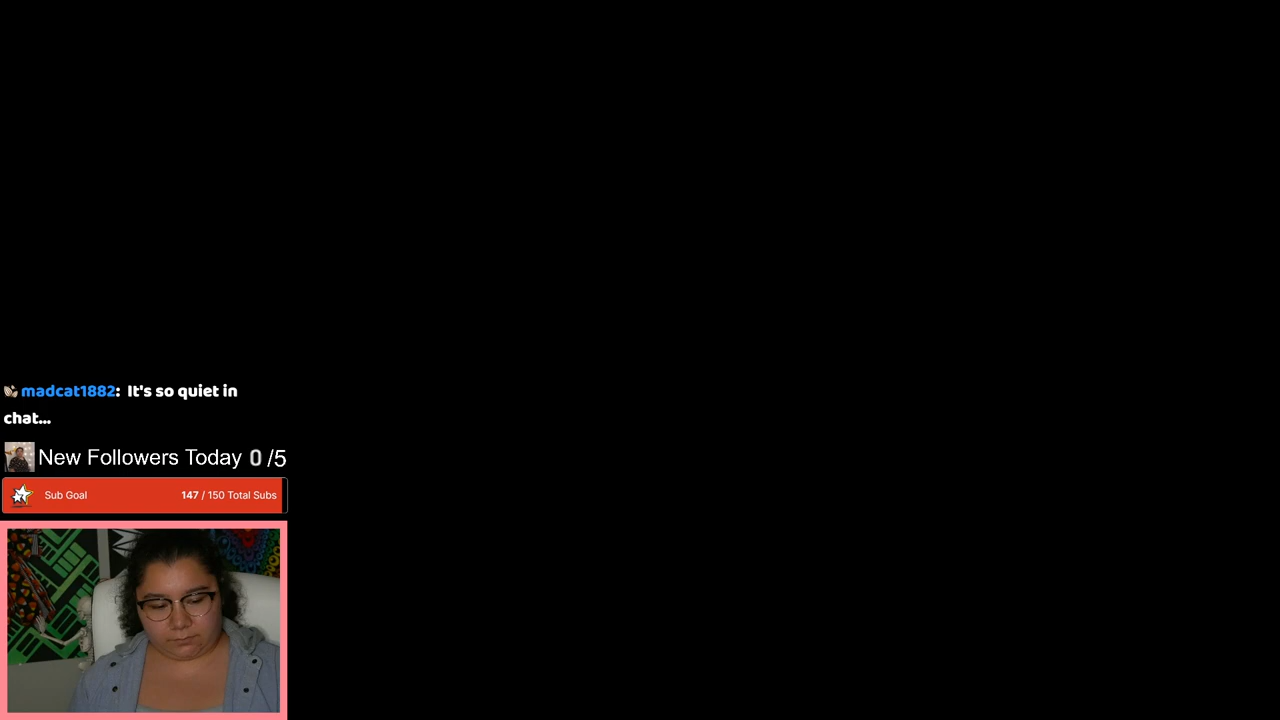 madcat1882: It's so quiet in
chat...
New Followers Today 0 /5
Sub Goal 147 / 150 Total Subs